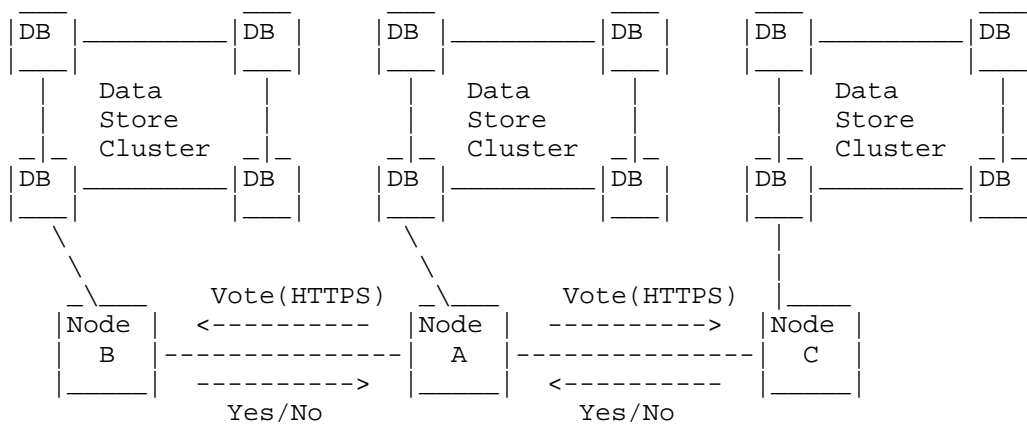 DB DB DB DB DB DB
Data Data Data
Store Store Store
Cluster Cluster Cluster
DB DB DB DB DB DB
Vote(HTTPS) Vote(HTTPS)
Node <---------- Node ----------> Node
B A C
----------> <----------
Yes/No Yes/No